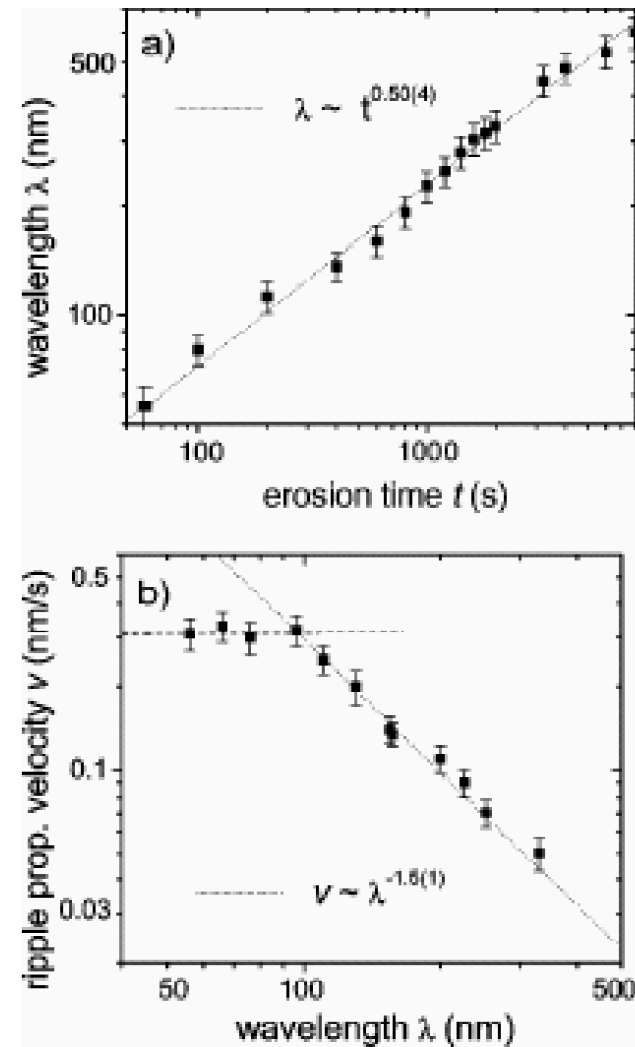 a)
500
λ ~ t^0.50(4)
100
wavelength λ (nm)
100
1000
erosion time t (s)
b)
0.5
0.1
0.03
v ~ λ^-1.5(1)
ripple prop. velocity v (nm/s)
50
100
500
wavelength λ (nm)